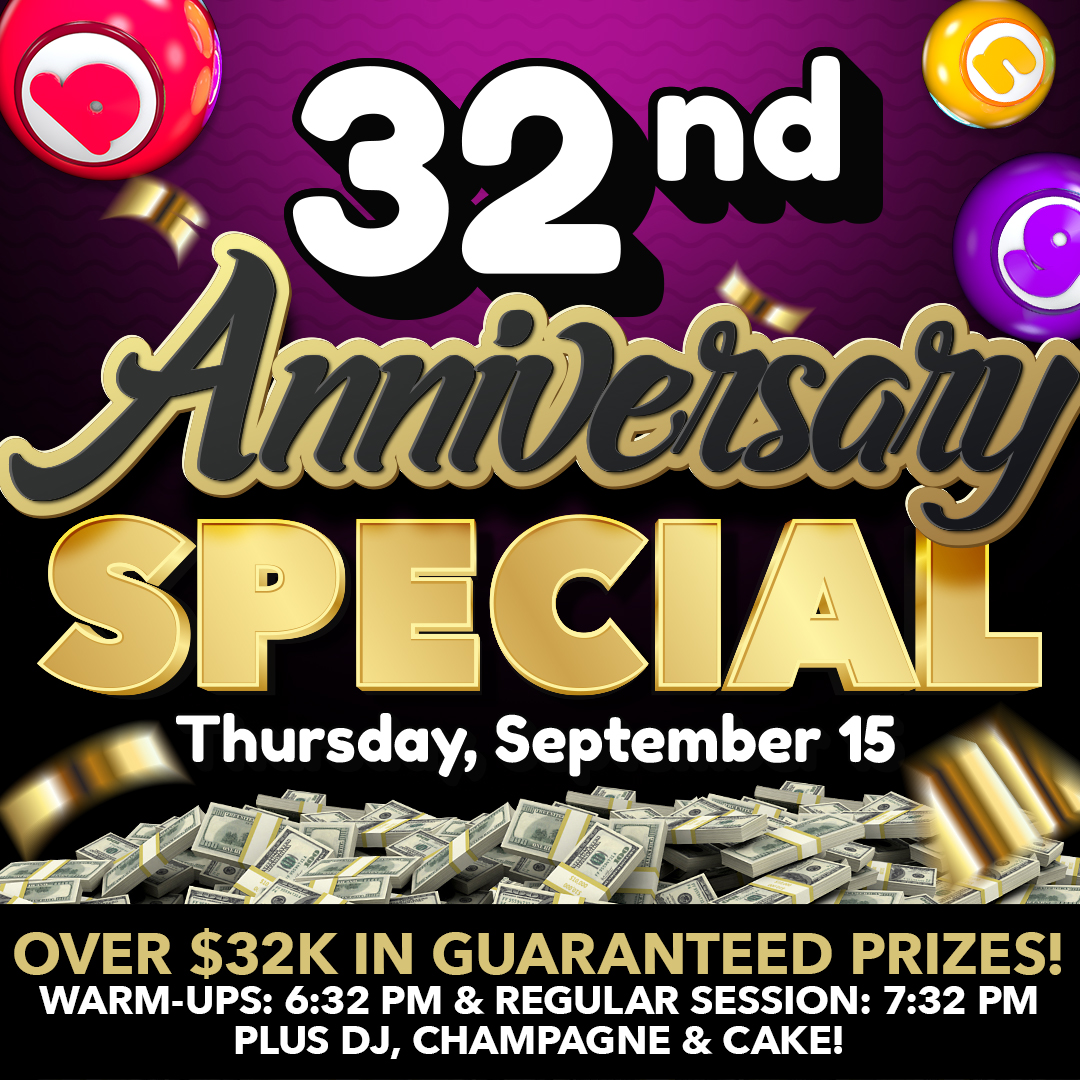 32nd
Anniversary
SPECIAL
Thursday, September 15
OVER $32K IN GUARANTEED PRIZES!
WARM-UPS: 6:32 PM & REGULAR SESSION: 7:32 PM
PLUS DJ, CHAMPAGNE & CAKE!